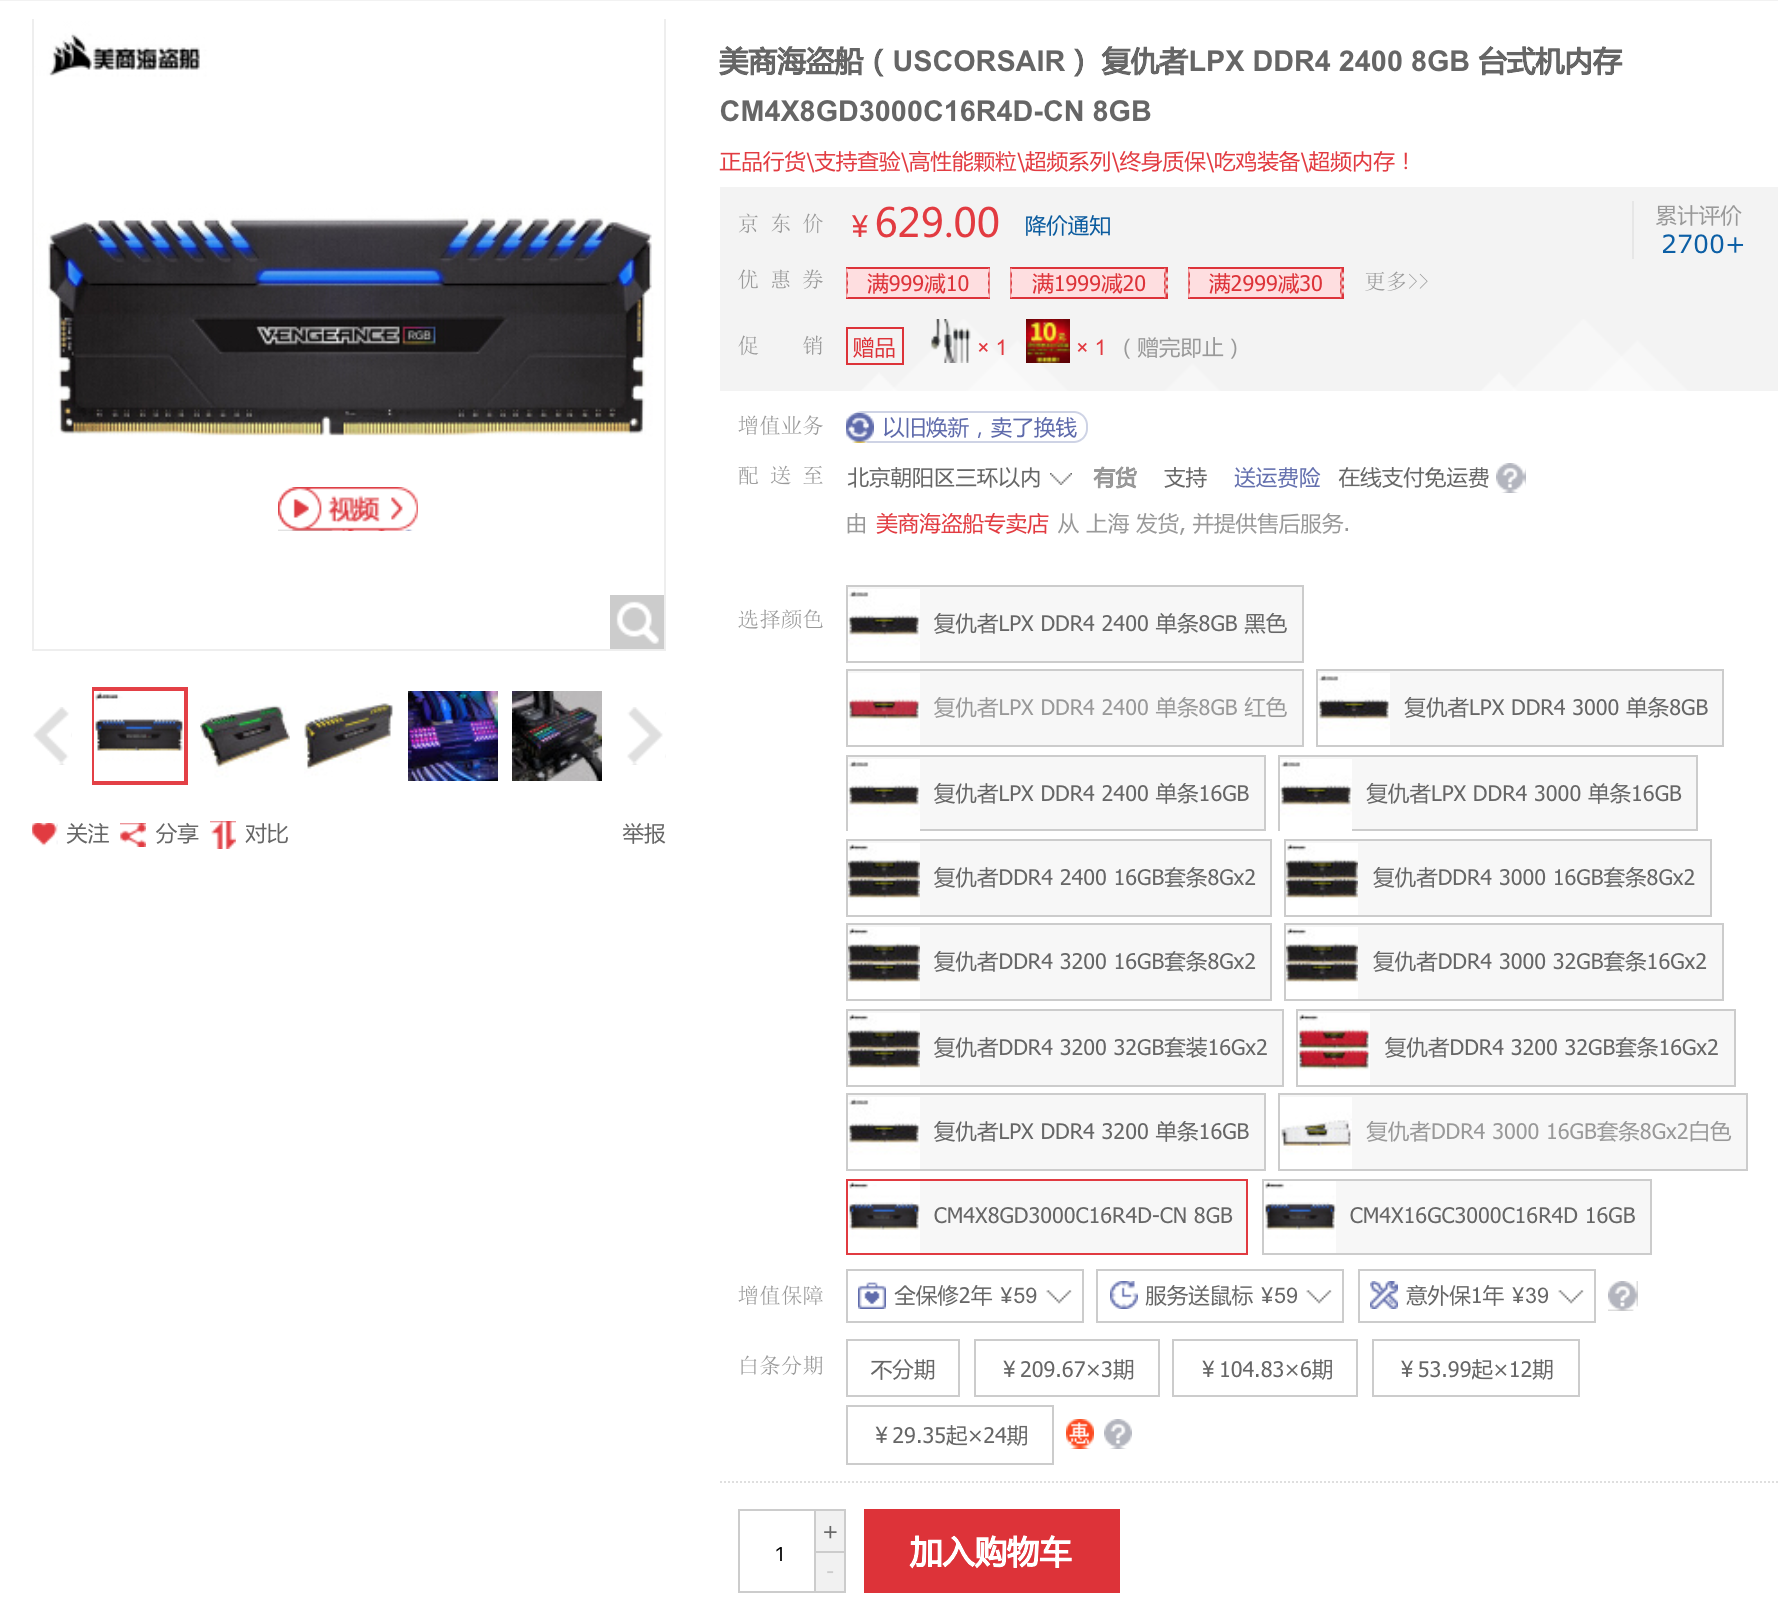 美商海盗船
VENGEANCE RGB
视频
关注 分享 对比 举报
美商海盗船（USCORSAIR） 复仇者LPX DDR4 2400 8GB 台式机内存
CM4X8GD3000C16R4D-CN 8GB
正品行货\支持查验\高性能颗粒\超频系列\终身质保\吃鸡装备\超频内存！
京东价 ￥629.00 降价通知
累计评价
2700+
优惠券 满999减10 满1999减20 满2999减30 更多>>
促销 赠品 × 1 10元 × 1 （赠完即止）
增值业务 以旧焕新，卖了换钱
配送至 北京朝阳区三环以内 有货 支持 送运费险 在线支付免运费 ?
由 美商海盗船专卖店 从 上海 发货, 并提供售后服务.
选择颜色 复仇者LPX DDR4 2400 单条8GB 黑色
复仇者LPX DDR4 2400 单条8GB 红色 复仇者LPX DDR4 3000 单条8GB
复仇者LPX DDR4 2400 单条16GB 复仇者LPX DDR4 3000 单条16GB
复仇者DDR4 2400 16GB套条8Gx2 复仇者DDR4 3000 16GB套条8Gx2
复仇者DDR4 3200 16GB套条8Gx2 复仇者DDR4 3000 32GB套条16Gx2
复仇者DDR4 3200 32GB套装16Gx2 复仇者DDR4 3200 32GB套条16Gx2
复仇者LPX DDR4 3200 单条16GB 复仇者DDR4 3000 16GB套条8Gx2白色
CM4X8GD3000C16R4D-CN 8GB CM4X16GC3000C16R4D 16GB
增值保障 全保修2年 ¥59 服务送鼠标 ¥59 意外保1年 ¥39 ?
白条分期 不分期 ￥209.67×3期 ￥104.83×6期 ￥53.99起×12期
￥29.35起×24期 惠 ?
1 + -
加入购物车